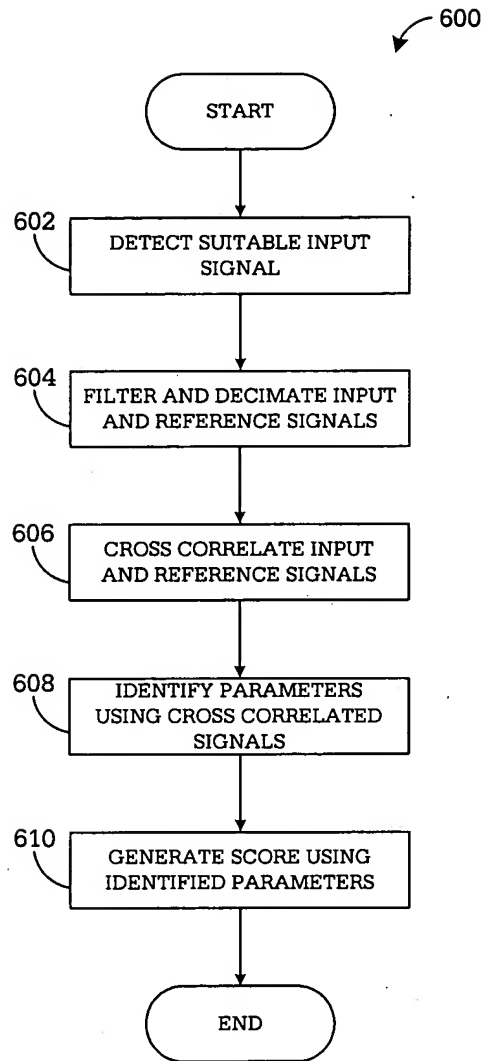 600
START
602
DETECT SUITABLE INPUT
SIGNAL
604
FILTER AND DECIMATE INPUT
AND REFERENCE SIGNALS
606
CROSS CORRELATE INPUT
AND REFERENCE SIGNALS
608
IDENTIFY PARAMETERS
USING CROSS CORRELATED
SIGNALS
610
GENERATE SCORE USING
IDENTIFIED PARAMETERS
END